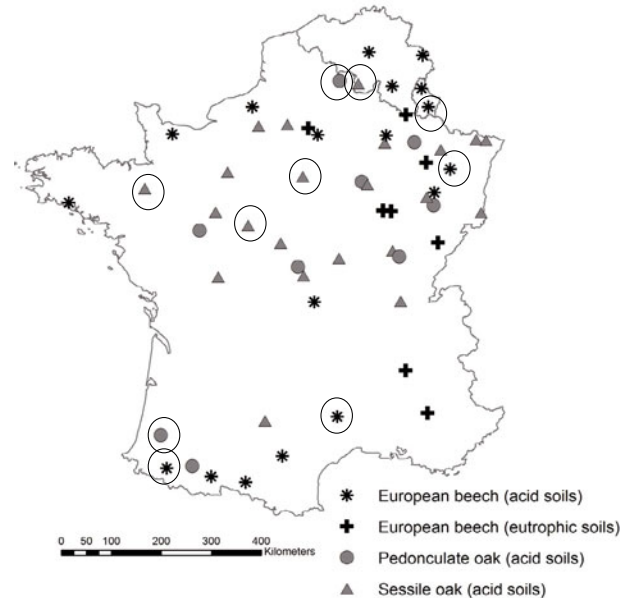 European beech (acid soils)
European beech (eutrophic soils)
Pedonculate oak (acid soils)
Sessile oak (acid soils)
0 50 100 200 300 400
Kilometers